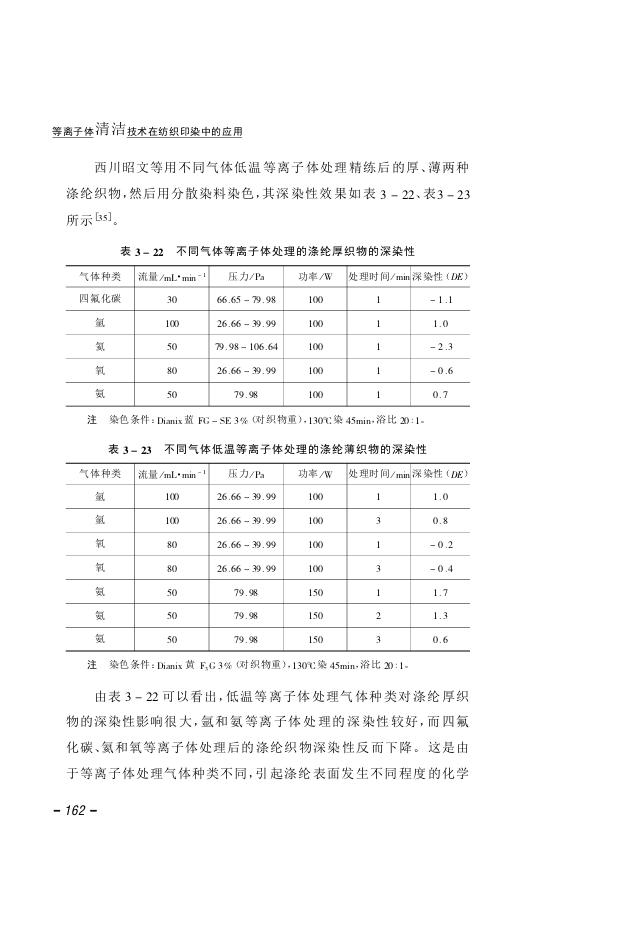 等离子体清洁技术在纺织印染中的应用
西川昭文等用不同气体低温等离子体处理精练后的厚、薄两种
涤纶织物,然后用分散染料染色,其深染性效果如表 3 – 22、表3 – 23
所示[35]。
表 3 – 22 不同气体等离子体处理的涤纶厚织物的深染性
气体种类 流量/mL•min⁻¹ 压力/Pa 功率/W 处理时间/min 深染性(DE)
四氟化碳 30 66.65 ~ 79.98 100 1 – 1.1
氩 100 26.66 ~ 39.99 100 1 1.0
氦 50 79.98 ~ 106.64 100 1 – 2.3
氧 80 26.66 ~ 39.99 100 1 – 0.6
氨 50 79.98 100 1 0.7
注 染色条件:Dianix 蓝 FG – SE 3% (对织物重),130℃染 45min,浴比 20:1。
表 3 – 23 不同气体低温等离子体处理的涤纶薄织物的深染性
气体种类 流量/mL•min⁻¹ 压力/Pa 功率/W 处理时间/min 深染性(DE)
氩 100 26.66 ~ 39.99 100 1 1.0
氩 100 26.66 ~ 39.99 100 3 0.8
氧 80 26.66 ~ 39.99 100 1 – 0.2
氧 80 26.66 ~ 39.99 100 3 – 0.4
氨 50 79.98 150 1 1.7
氨 50 79.98 150 2 1.3
氨 50 79.98 150 3 0.6
注 染色条件:Dianix 黄 F₃G 3% (对织物重),130℃染 45min,浴比 20:1。
由表 3 – 22 可以看出,低温等离子体处理气体种类对涤纶厚织
物的深染性影响很大,氩和氨等离子体处理的深染性较好,而四氟
化碳、氦和氧等离子体处理后的涤纶织物深染性反而下降。这是由
于等离子体处理气体种类不同,引起涤纶表面发生不同程度的化学
– 162 –